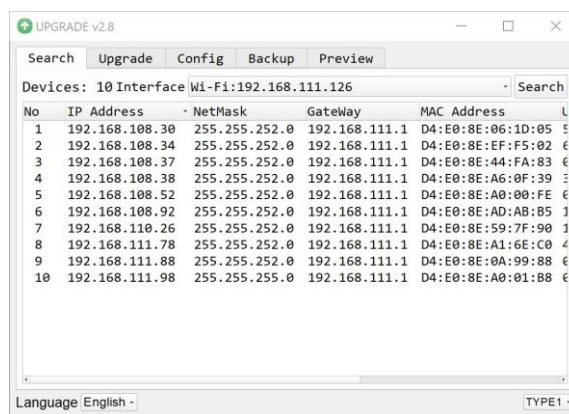 UPGRADE v2.8
Search Upgrade Config Backup Preview
Devices: 10 Interface Wi-Fi:192.168.111.126 Search
No IP Address NetMask GateWay MAC Address
1 192.168.108.30 255.255.252.0 192.168.111.1 D4:E0:8E:06:1D:05
2 192.168.108.34 255.255.252.0 192.168.111.1 D4:E0:8E:EF:F5:02
3 192.168.108.37 255.255.252.0 192.168.111.1 D4:E0:8E:44:FA:83
4 192.168.108.38 255.255.252.0 192.168.111.1 D4:E0:8E:A6:0F:39
5 192.168.108.52 255.255.252.0 192.168.111.1 D4:E0:8E:A0:00:FE
6 192.168.108.92 255.255.252.0 192.168.111.1 D4:E0:8E:AD:AB:B5
7 192.168.110.26 255.255.252.0 192.168.111.1 D4:E0:8E:59:7F:90
8 192.168.111.78 255.255.252.0 192.168.111.1 D4:E0:8E:A1:6E:C0
9 192.168.111.88 255.255.252.0 192.168.111.1 D4:E0:8E:0A:99:88
10 192.168.111.98 255.255.255.0 192.168.111.1 D4:E0:8E:A0:01:B8
Language English TYPE1